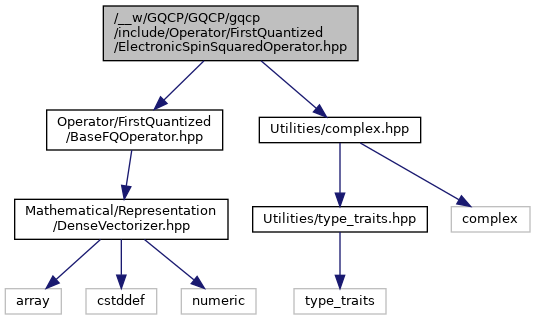 /__w/GQCP/GQCP/gqcp
/include/Operator/FirstQuantized
/ElectronicSpinSquaredOperator.hpp
Operator/FirstQuantized
/BaseFQOperator.hpp
Utilities/complex.hpp
Mathematical/Representation
/DenseVectorizer.hpp
Utilities/type_traits.hpp
complex
array
cstddef
numeric
type_traits